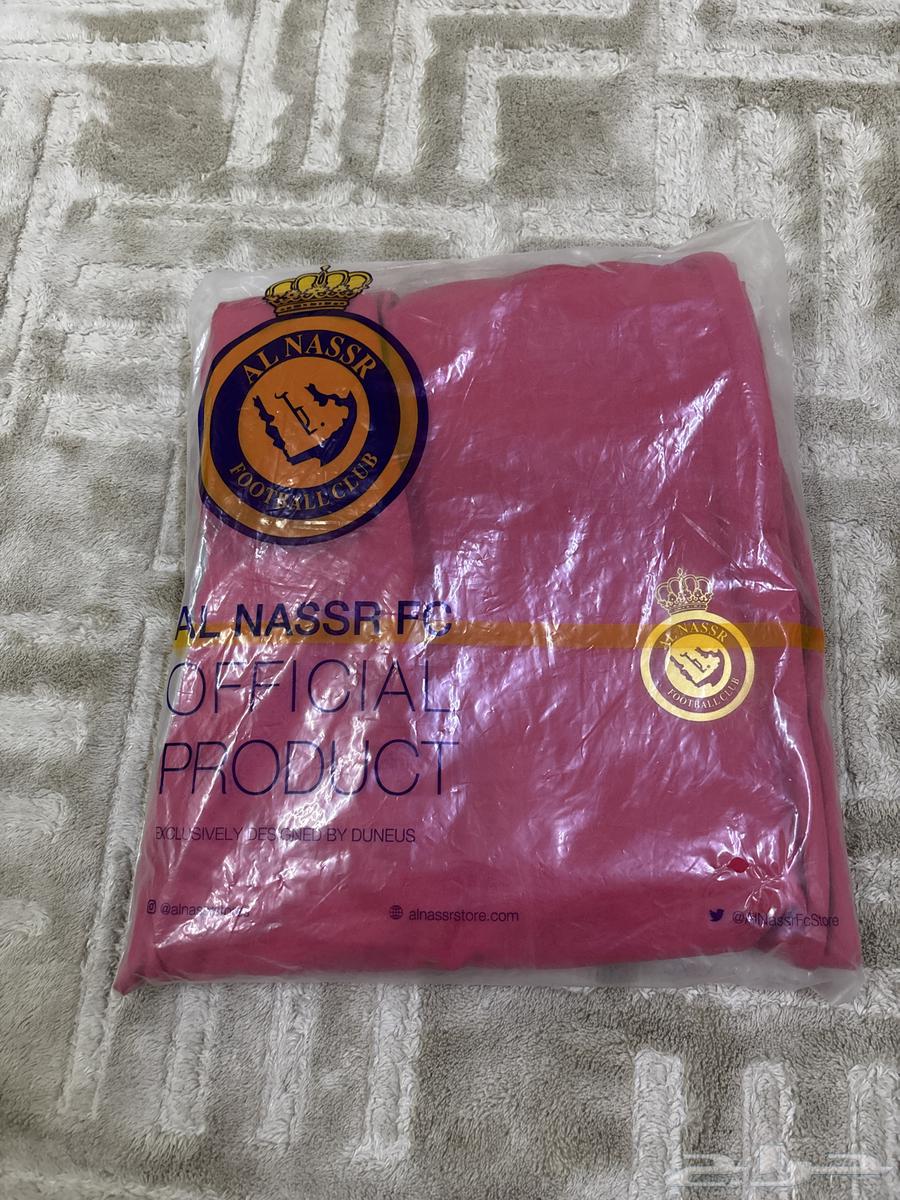 AL NASSR
FOOTBALL CLUB
AL NASSR FC
OFFICIAL
PRODUCT
EXCLUSIVELY DESIGNED BY DUNEUS
AL NASSR
FOOTBALL CLUB
alnassrstore.com
@AlNassrFcStore
حراج